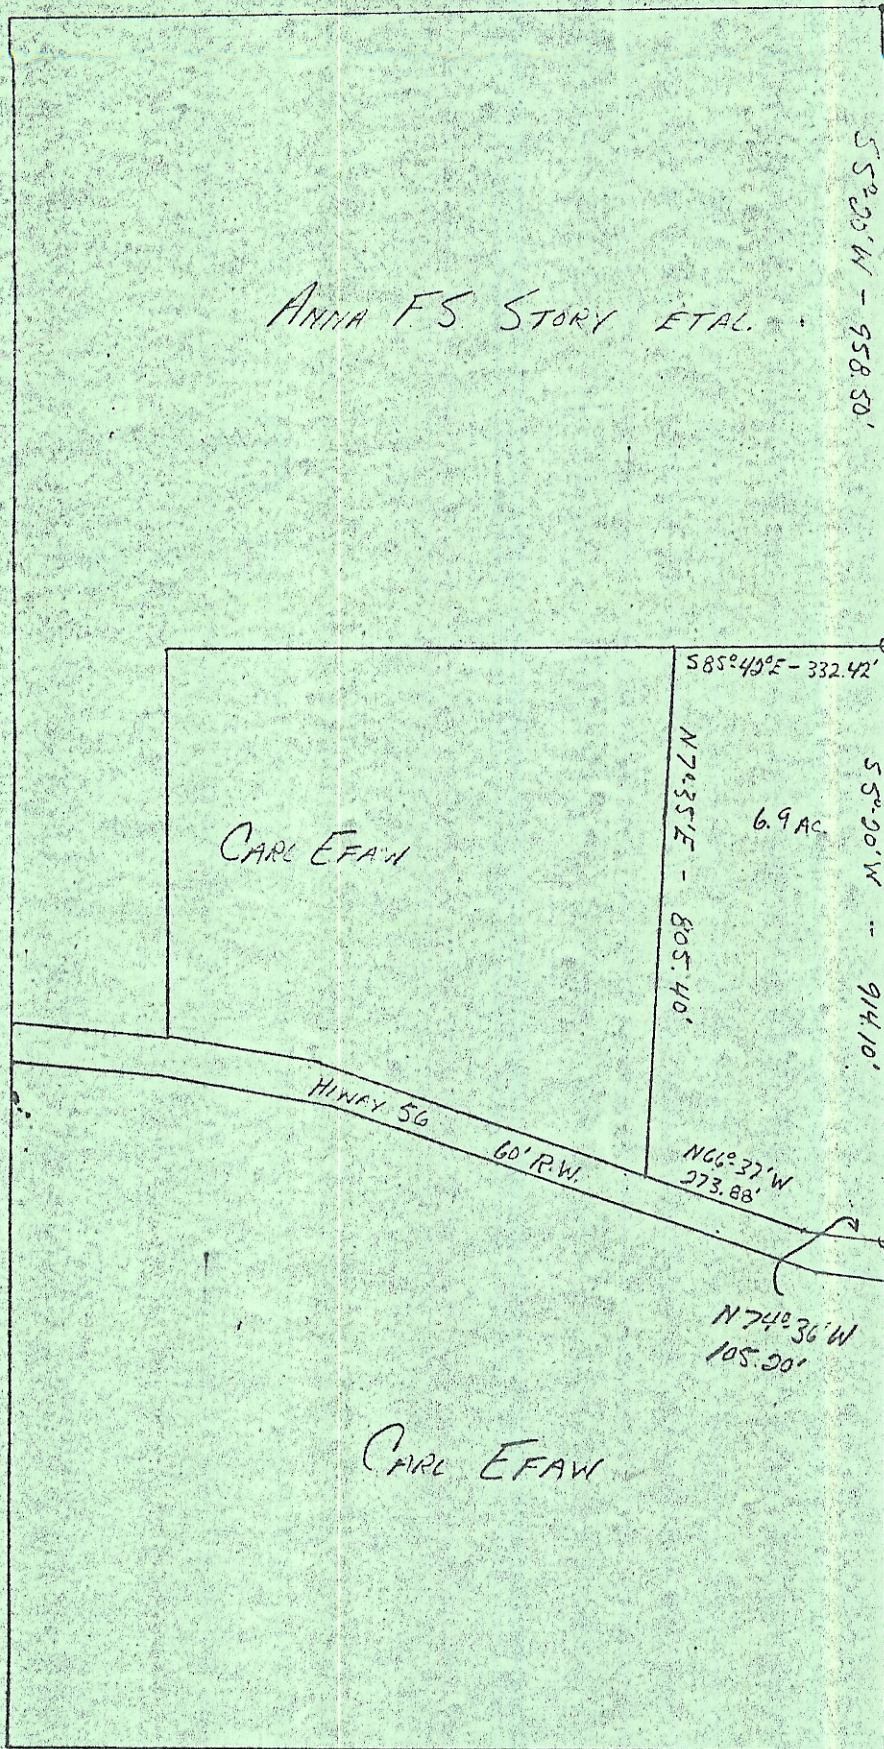 S 5°-20' W - 958.50'
ANNA F S STORY ETAL.
S85°-42°E - 332.42'
N7°-35'E - 805.40'
6.9 AC.
S 5°-20' W -- 914.10'
CARL EFAW
HIWAY 56
60' R.W.
N66°-37'W
273.88'
N74°-36'W
105.20'
CARL EFAW